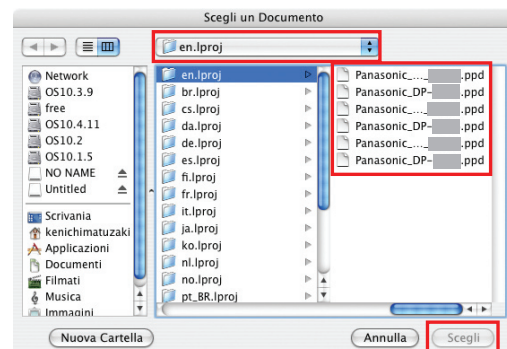 Scegli un Documento
en.lproj
Network
OS10.3.9
free
OS10.4.11
OS10.2
OS10.1.5
NO NAME
Untitled
Scrivania
kenichimatuzaki
Applicazioni
Documenti
Filmati
Musica
Immagini
en.lproj
br.lproj
cs.lproj
da.lproj
de.lproj
es.lproj
fi.lproj
fr.lproj
it.lproj
ja.lproj
ko.lproj
nl.lproj
no.lproj
pt_BR.lproj
Panasonic_..._ .ppd
Panasonic_DP- .ppd
Panasonic_..._ .ppd
Panasonic_DP- .ppd
Panasonic_..._ .ppd
Panasonic_DP- .ppd
Nuova Cartella
Annulla
Scegli